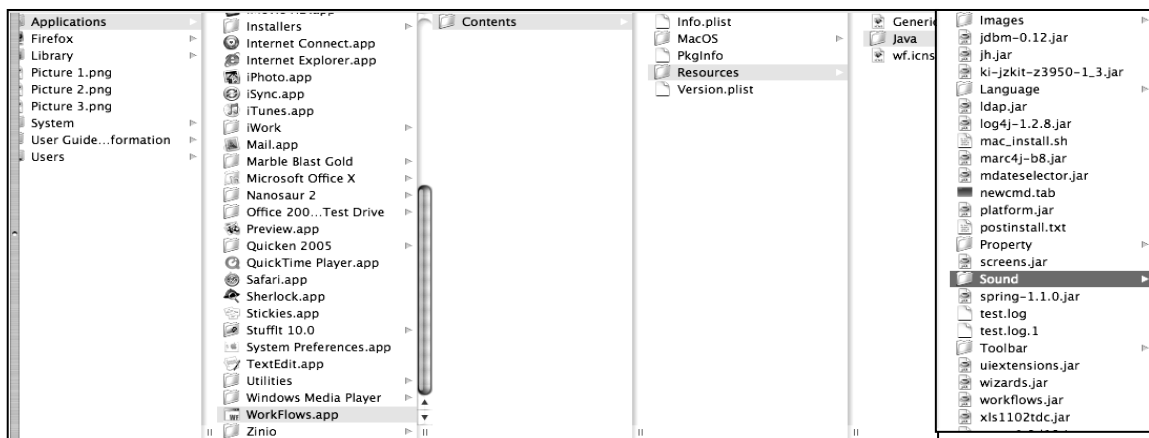 Applications
Firefox
Library
Picture 1.png
Picture 2.png
Picture 3.png
System
User Guide...formation
Users
Installers
Internet Connect.app
Internet Explorer.app
iPhoto.app
iSync.app
iTunes.app
iWork
Mail.app
Marble Blast Gold
Microsoft Office X
Nanosaur 2
Office 200...Test Drive
Preview.app
Quicken 2005
QuickTime Player.app
Safari.app
Sherlock.app
Stickies.app
StuffIt 10.0
System Preferences.app
TextEdit.app
Utilities
Windows Media Player
WorkFlows.app
Zinio
Contents
Info.plist
MacOS
PkgInfo
Resources
Version.plist
Generic
Java
wf.icns
Images
jdbm-0.12.jar
jh.jar
ki-jzkit-z3950-1_3.jar
Language
ldap.jar
log4j-1.2.8.jar
mac_install.sh
marc4j-b8.jar
mdateselector.jar
newcmd.tab
platform.jar
postinstall.txt
Property
screens.jar
Sound
spring-1.1.0.jar
test.log
test.log.1
Toolbar
uiextensions.jar
wizards.jar
workflows.jar
xls1102tdc.jar